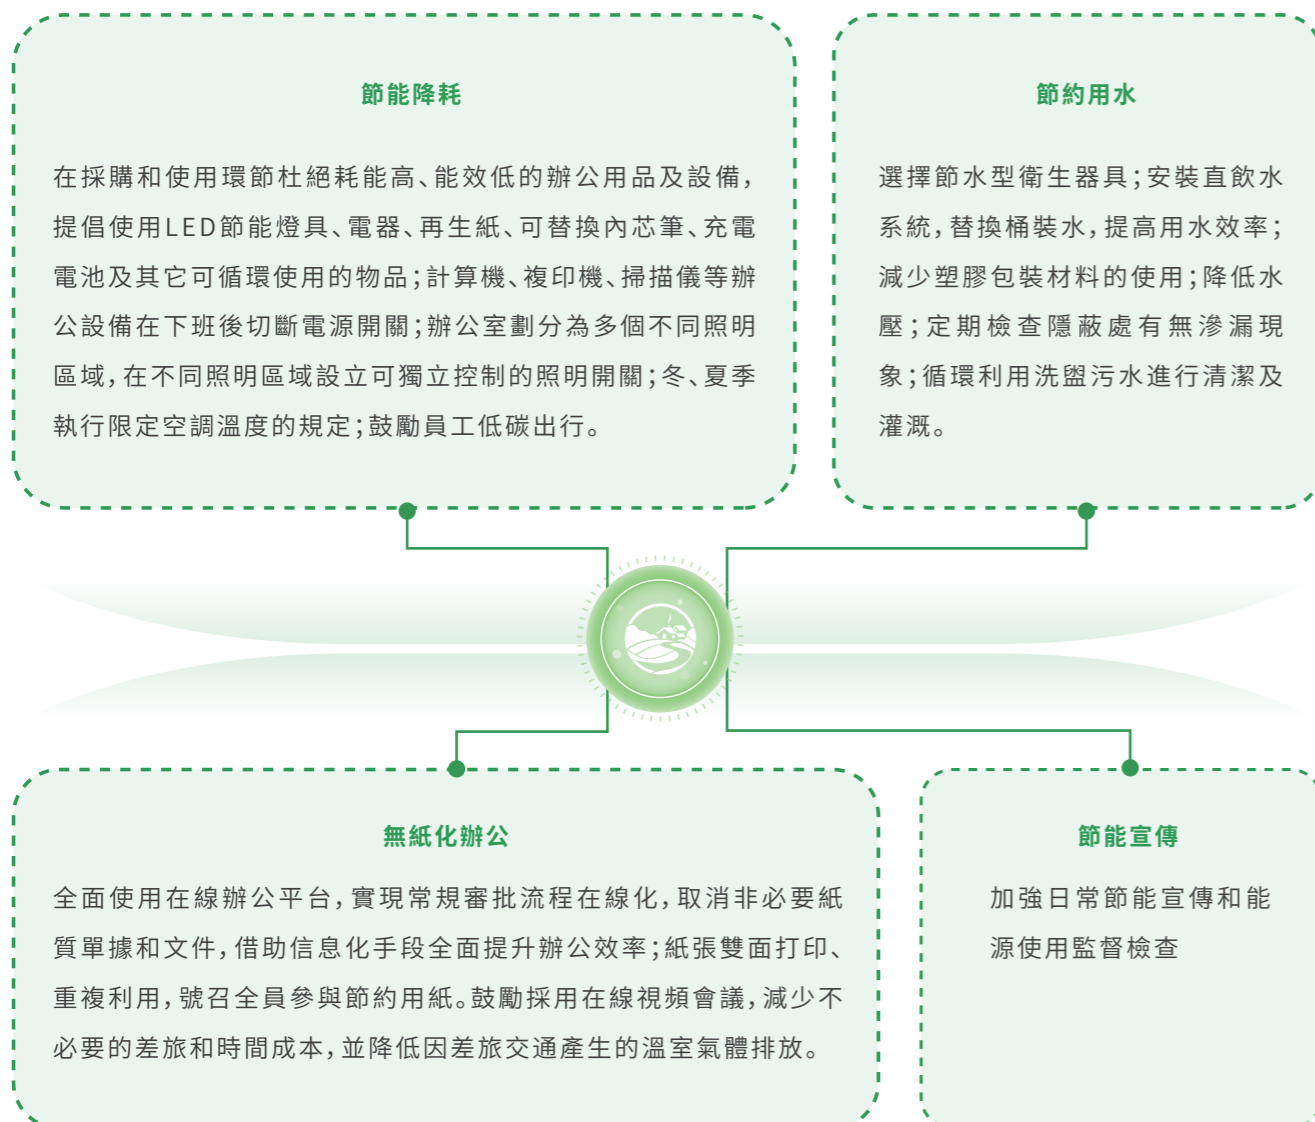 節能降耗
在採購和使用環節杜絕耗能高、能效低的辦公用品及設備，
提倡使用LED節能燈具、電器、再生紙、可替換內芯筆、充電
電池及其它可循環使用的物品；計算機、複印機、掃描儀等辦
公設備在下班後切斷電源開關；辦公室劃分為多個不同照明
區域，在不同照明區域設立可獨立控制的照明開關；冬、夏季
執行限定空調溫度的規定；鼓勵員工低碳出行。
節約用水
選擇節水型衛生器具；安裝直飲水
系統，替換桶裝水，提高用水效率；
減少塑膠包裝材料的使用；降低水
壓；定期檢查隱蔽處有無滲漏現
象；循環利用洗盥污水進行清潔及
灌溉。
無紙化辦公
全面使用在線辦公平台，實現常規審批流程在線化，取消非必要紙
質單據和文件，借助信息化手段全面提升辦公效率；紙張雙面打印、
重複利用，號召全員參與節約用紙。鼓勵採用在線視頻會議，減少不
必要的差旅和時間成本，並降低因差旅交通產生的溫室氣體排放。
節能宣傳
加強日常節能宣傳和能
源使用監督檢查